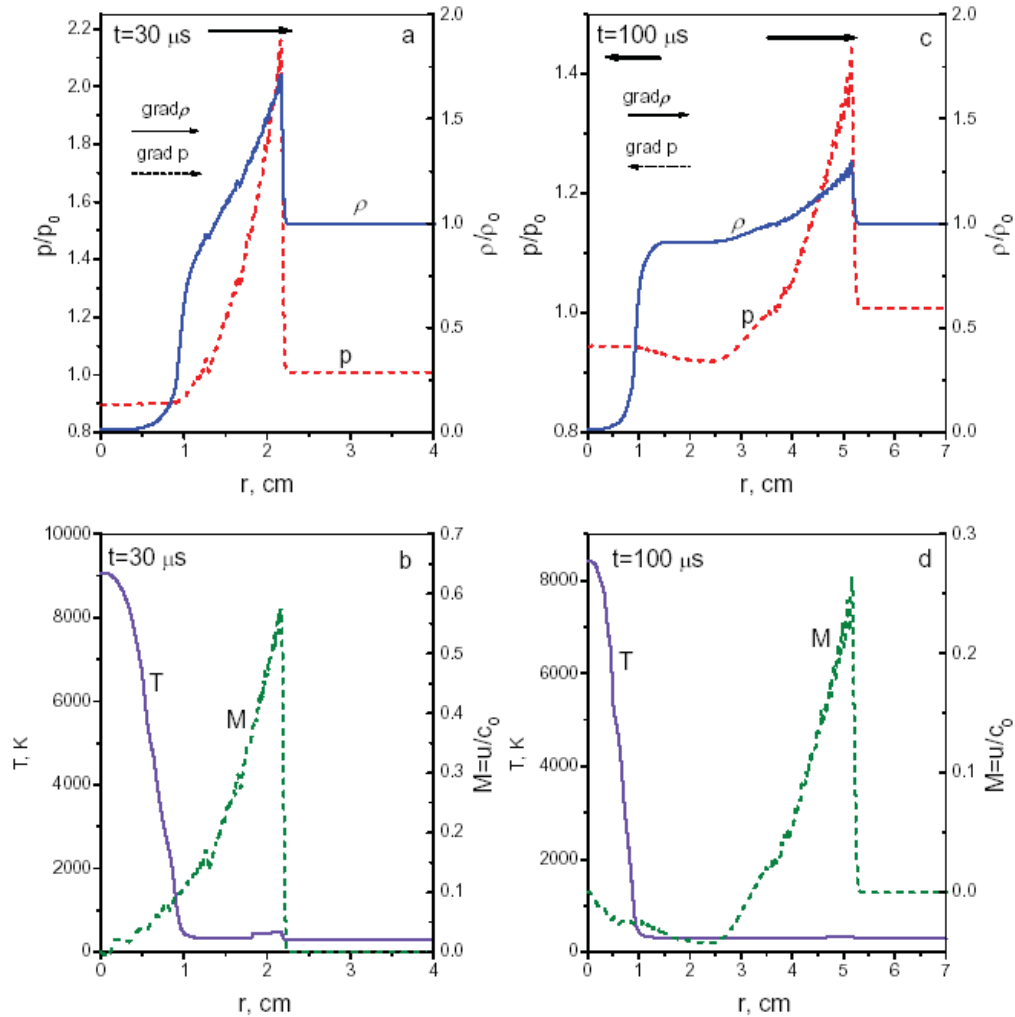 t=30 μs
a
gradρ
grad p
ρ
p
p/p₀
ρ/ρ₀
2.2
2.0
1.8
1.6
1.4
1.2
1.0
0.8
2.0
1.5
1.0
0.5
0.0
0 1 2 3 4
r, cm
t=100 μs
c
gradρ
grad p
ρ
p
p/p₀
ρ/ρ₀
1.4
1.2
1.0
0.8
2.0
1.5
1.0
0.5
0.0
0 1 2 3 4 5 6 7
r, cm
t=30 μs
b
T
M
T, K
M=u/c₀
10000
8000
6000
4000
2000
0
0.7
0.6
0.5
0.4
0.3
0.2
0.1
0.0
0 1 2 3 4
r, cm
t=100 μs
d
T
M
T, K
M=u/c₀
8000
6000
4000
2000
0
0.3
0.2
0.1
0.0
0 1 2 3 4 5 6 7
r, cm